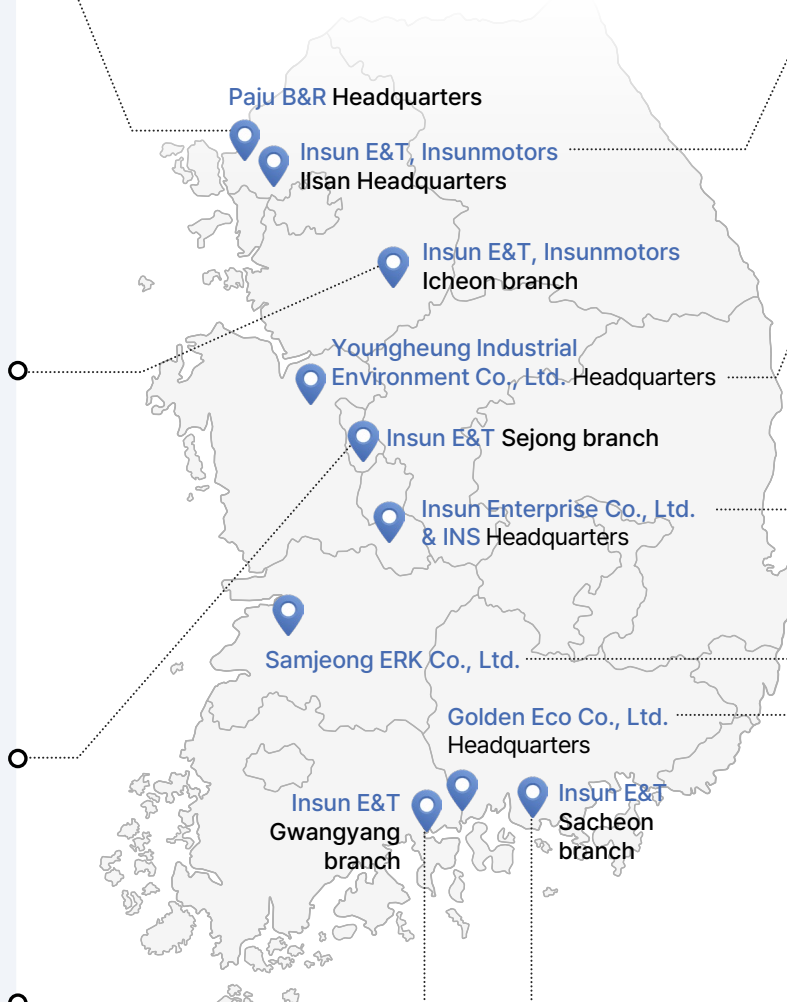 Paju B&R Headquarters
Insun E&T, Insunmotors
Ilsan Headquarters
Insun E&T, Insunmotors
Icheon branch
Youngheung Industrial
Environment Co., Ltd. Headquarters
Insun E&T Sejong branch
Insun Enterprise Co., Ltd.
& INS Headquarters
Samjeong ERK Co., Ltd.
Golden Eco Co., Ltd.
Headquarters
Insun E&T
Gwangyang
branch
Insun E&T
Sacheon
branch